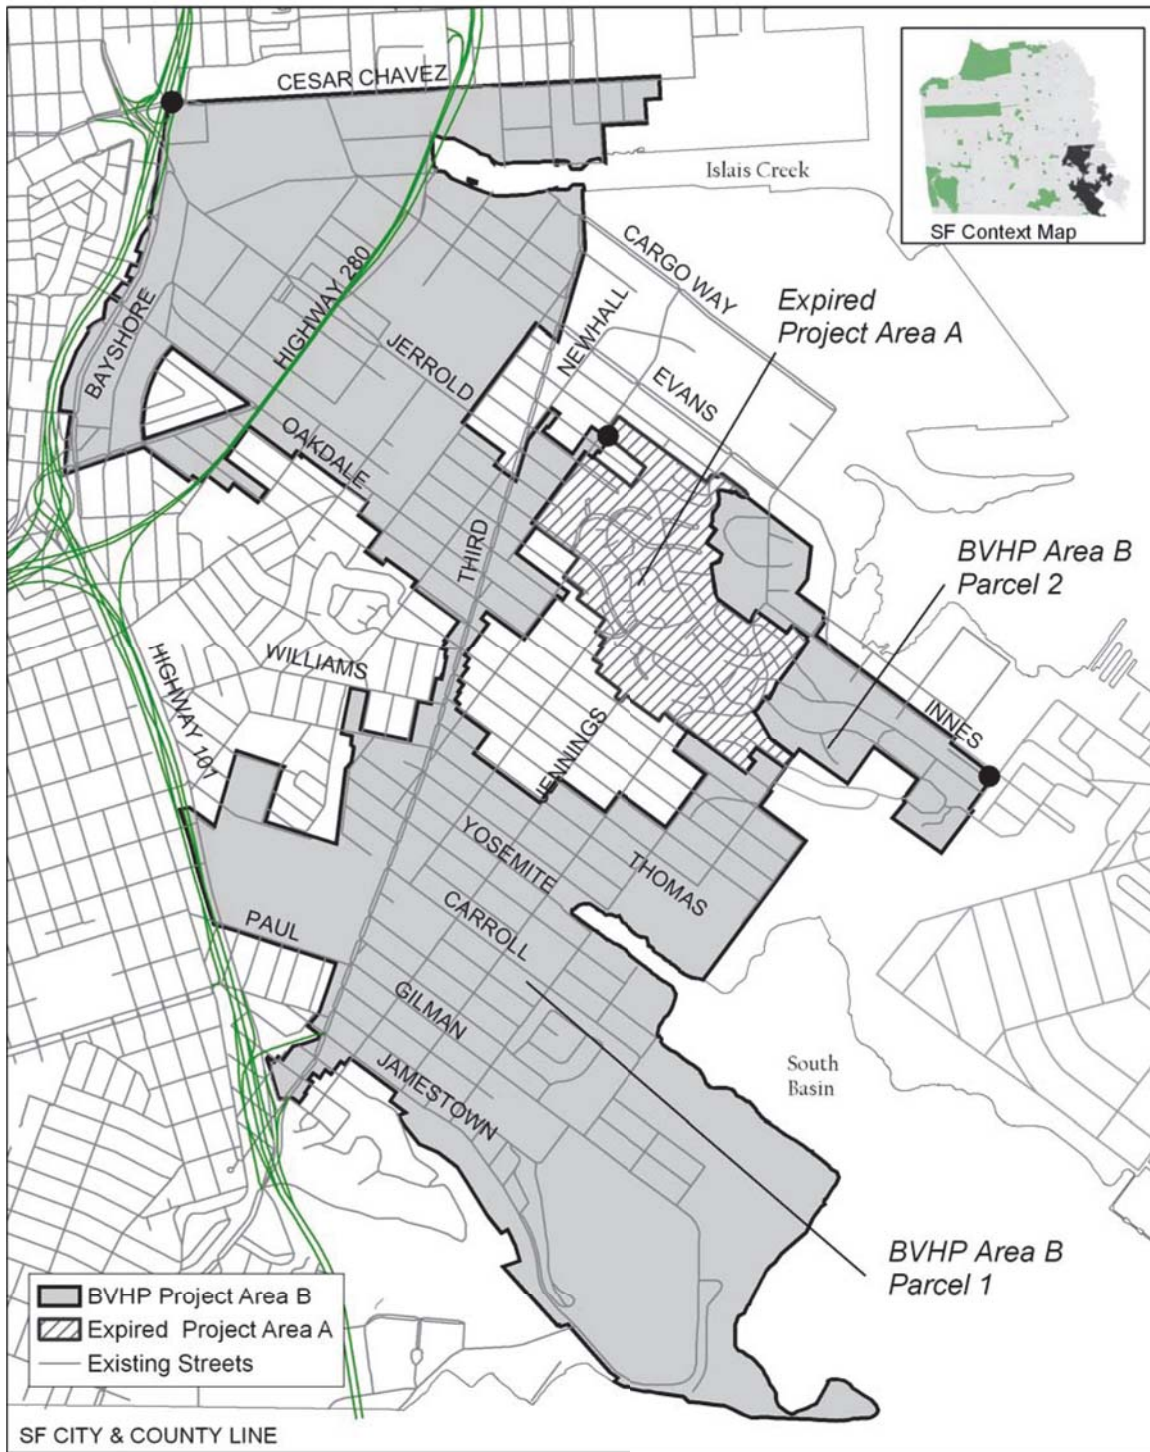 CESAR CHAVEZ
Islais Creek
SF Context Map
CARGO WAY
Expired
Project Area A
HIGHWAY 280
BAYSHORE
NEWHALL
JERROLD
EVANS
OAKDALE
THIRD
BVHP Area B
Parcel 2
WILLIAMS
HIGHWAY 101
INNES
JENNINGS
YOSEMITE
THOMAS
CARROLL
PAUL
GILMAN
JAMESTOWN
South
Basin
BVHP Area B
Parcel 1
BVHP Project Area B
Expired Project Area A
Existing Streets
SF CITY & COUNTY LINE